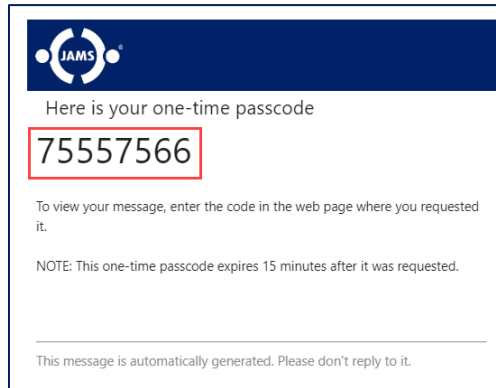 JAMS
Here is your one-time passcode
75557566
To view your message, enter the code in the web page where you requested
it.
NOTE: This one-time passcode expires 15 minutes after it was requested.
This message is automatically generated. Please don't reply to it.